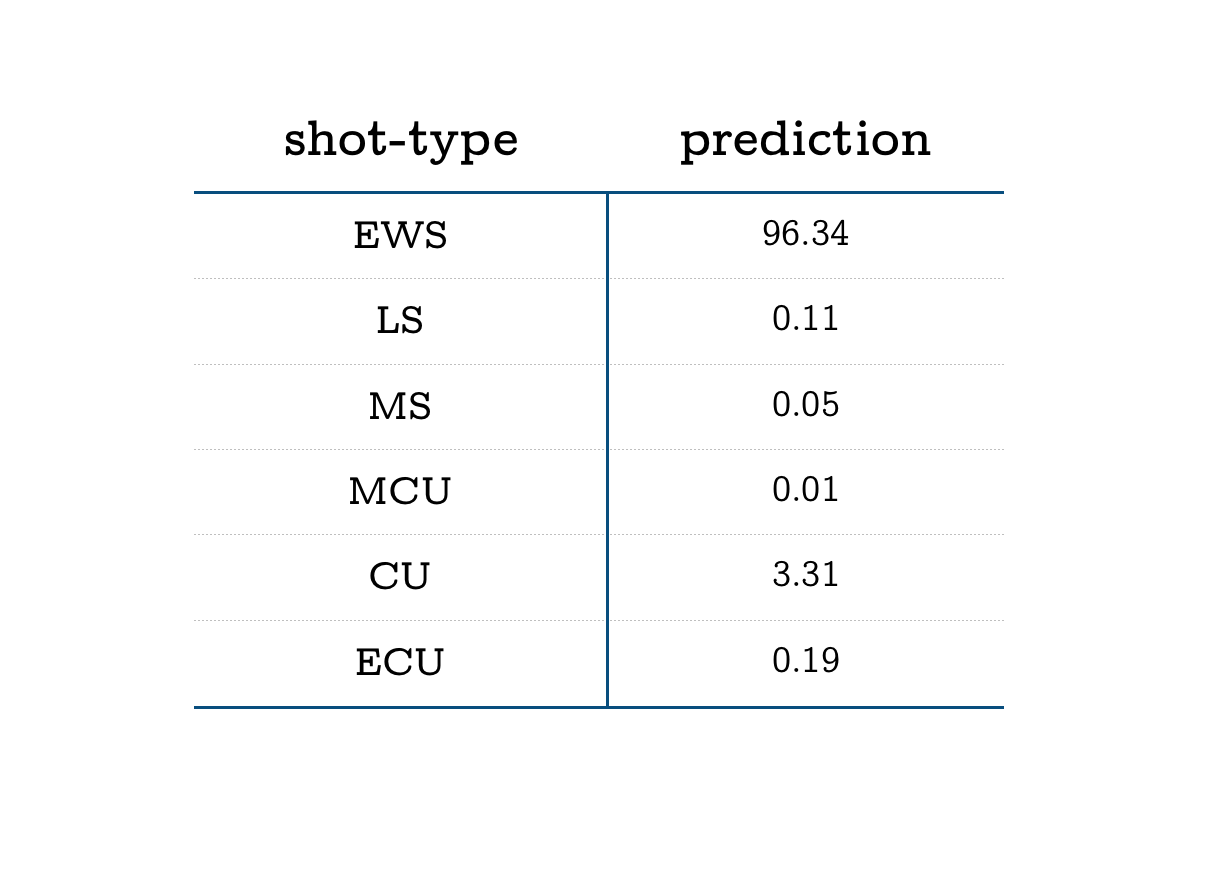 shot-type prediction
EWS 96.34
LS 0.11
MS 0.05
MCU 0.01
CU 3.31
ECU 0.19